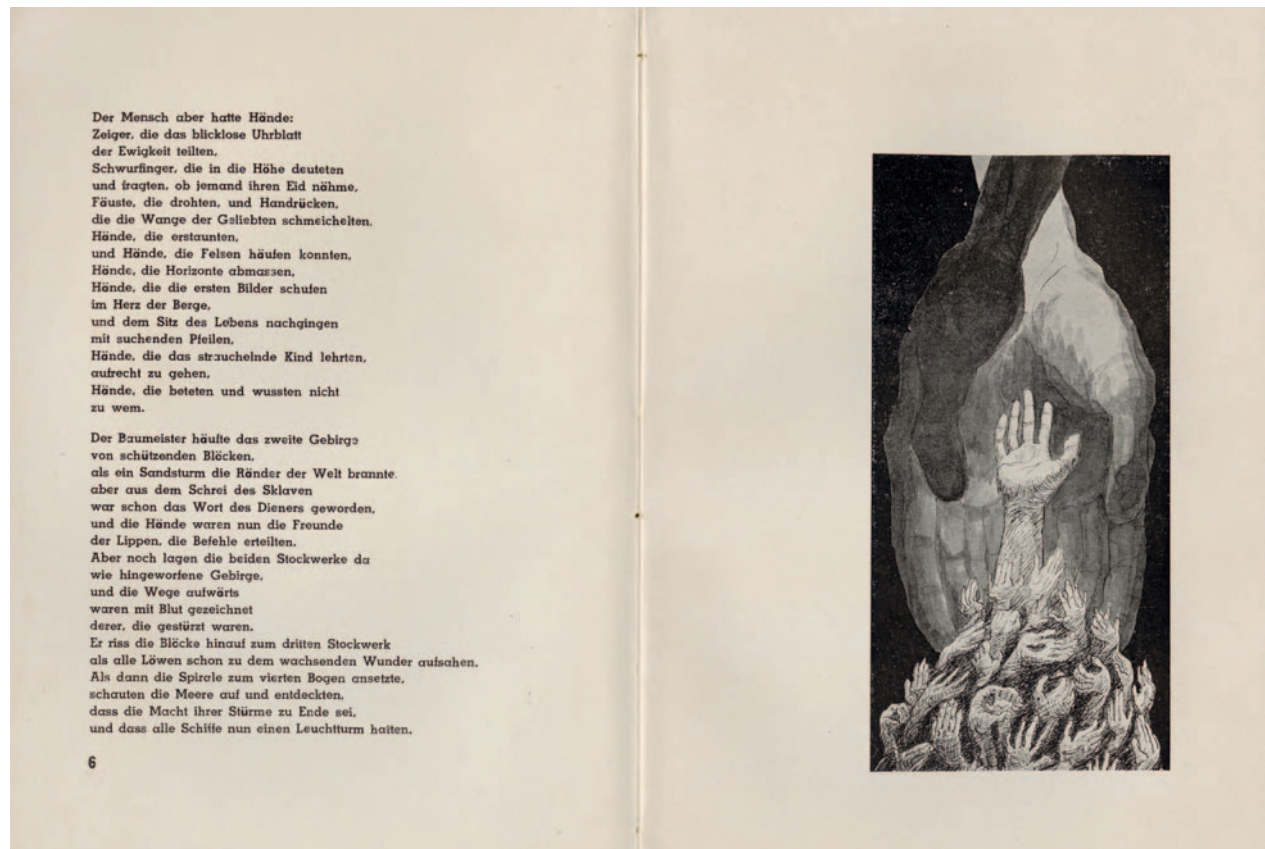 Der Mensch aber hatte Hände:
Zeiger, die das blicklose Uhrblatt
der Ewigkeit teilten,
Schwurfinger, die in die Höhe deuteten
und fragten, ob jemand ihren Eid nähme,
Fäuste, die drohten, und Handrücken,
die die Wange der Geliebten schmeichelten,
Hände, die erstaunten,
und Hände, die Felsen häufen konnten,
Hände, die Horizonte abmassen,
Hände, die die ersten Bilder schufen
im Herz der Berge,
und dem Sitz des Lebens nachgingen
mit suchenden Pfeilen,
Hände, die das strauchelnde Kind lehrten,
aufrecht zu gehen,
Hände, die beteten und wussten nicht
zu wem.
Der Baumeister häufte das zweite Gebirge
von schützenden Blöcken,
als ein Sandsturm die Ränder der Welt brannte.
aber aus dem Schrei des Sklaven
war schon das Wort des Dieners geworden,
und die Hände waren nun die Freunde
der Lippen, die Befehle erteilten.
Aber noch lagen die beiden Stockwerke da
wie hingeworfene Gebirge,
und die Wege aufwärts
waren mit Blut gezeichnet
derer, die gestürzt waren.
Er riss die Blöcke hinauf zum dritten Stockwerk
als alle Löwen schon zu dem wachsenden Wunder aufsahen.
Als dann die Spirale zum vierten Bogen ansetzte,
schauten die Meere auf und entdeckten,
dass die Macht ihrer Stürme zu Ende sei,
und dass alle Schiffe nun einen Leuchtturm hatten.
6